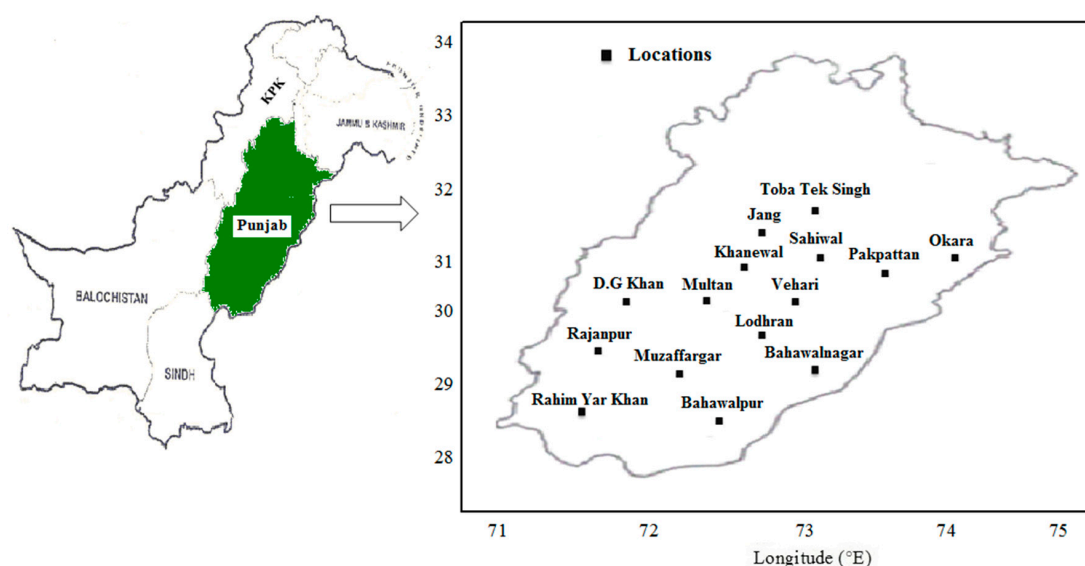 KPK
FRONTIER UNDEFINED
JAMMU & KASHMIR
Punjab
BALOCHISTAN
SINDH
34
33
32
31
30
29
28
Locations
Toba Tek Singh
Jang
Sahiwal
Okara
Khanewal
Pakpattan
D.G Khan
Multan
Vehari
Lodhran
Rajanpur
Muzaffargar
Bahawalnagar
Rahim Yar Khan
Bahawalpur
71
72
73
74
75
Longitude (°E)